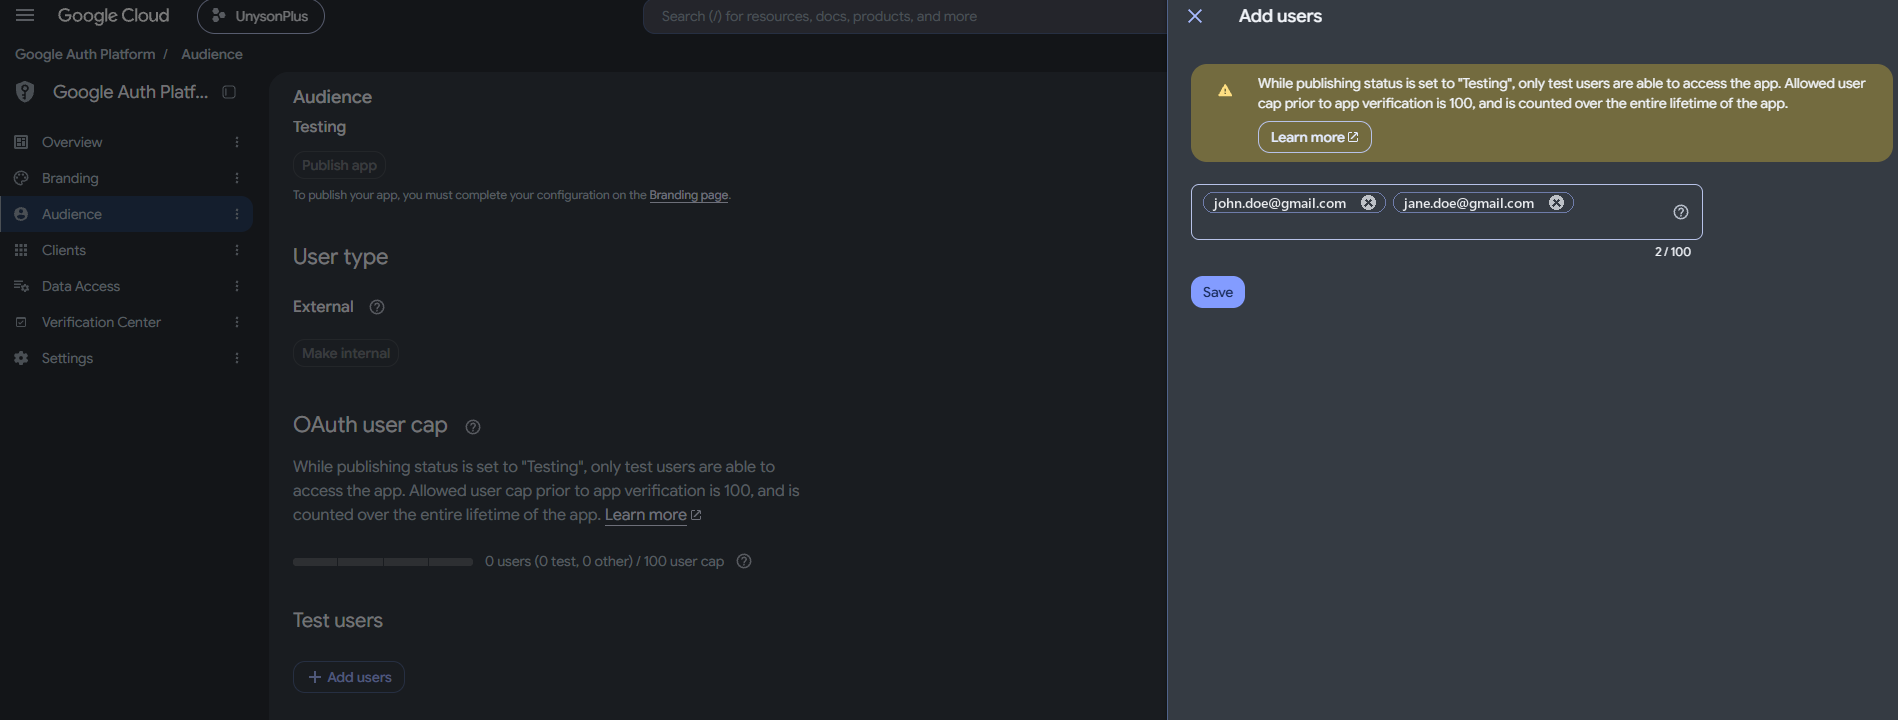 Google Cloud
UnysonPlus
Search (/) for resources, docs, products, and more
Google Auth Platform / Audience
Google Auth Platf...
Overview
Branding
Audience
Clients
Data Access
Verification Center
Settings
Audience
Testing
Publish app
To publish your app, you must complete your configuration on the Branding page.
User type
External
Make internal
OAuth user cap
While publishing status is set to "Testing", only test users are able to
access the app. Allowed user cap prior to app verification is 100, and is
counted over the entire lifetime of the app. Learn more
0 users (0 test, 0 other) / 100 user cap
Test users
+ Add users
Add users
While publishing status is set to "Testing", only test users are able to access the app. Allowed user
cap prior to app verification is 100, and is counted over the entire lifetime of the app.
Learn more
john.doe@gmail.com jane.doe@gmail.com
2 / 100
Save